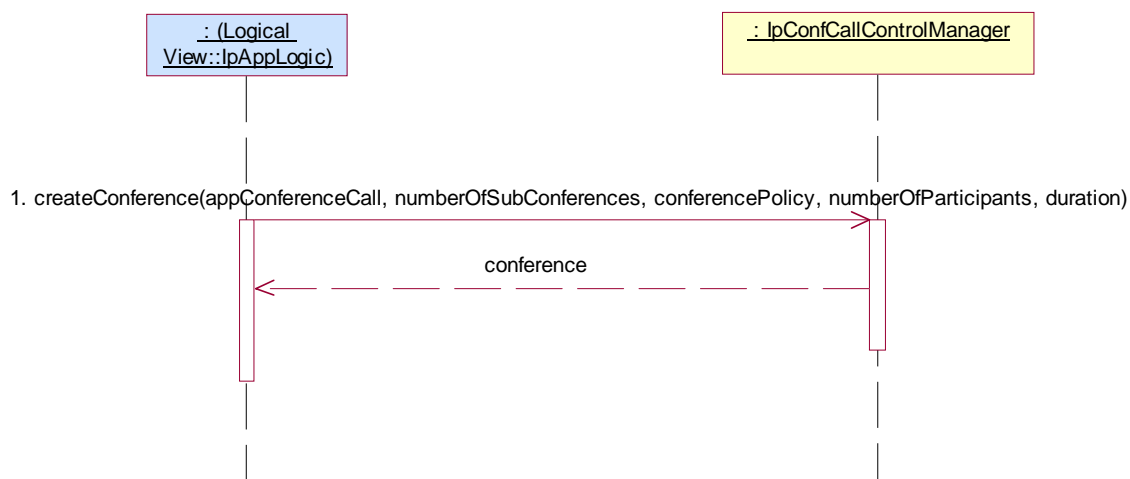 : (Logical
View::IpAppLogic)
: IpConfCallControlManager
1. createConference(appConferenceCall, numberOfSubConferences, conferencePolicy, numberOfParticipants, duration)
conference